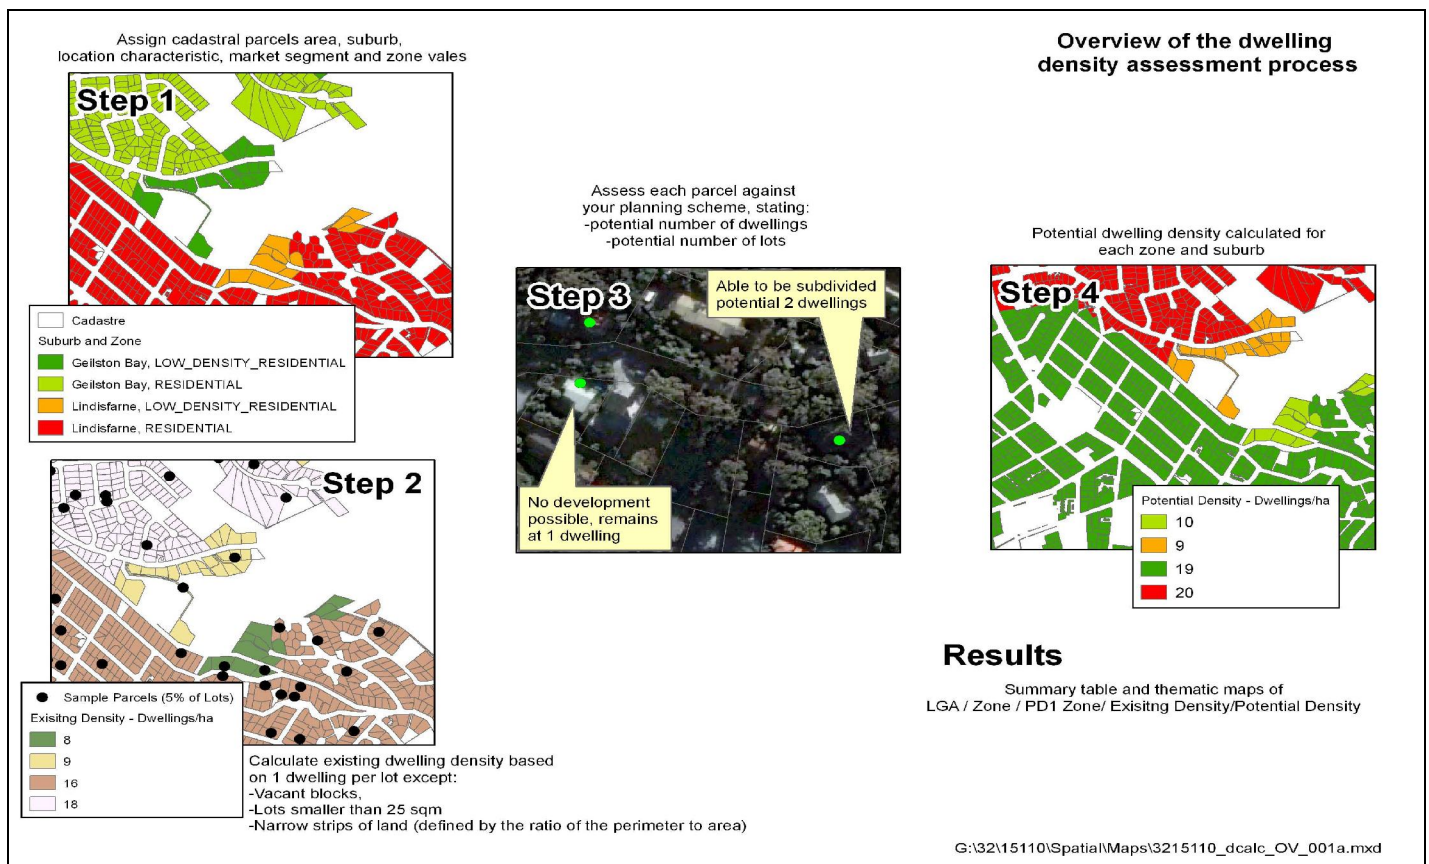 Overview of the dwelling
density assessment process
Assign cadastral parcels area, suburb,
location characteristic, market segment and zone vales
Step 1
Cadastre
Suburb and Zone
Geilston Bay, LOW_DENSITY_RESIDENTIAL
Geilston Bay, RESIDENTIAL
Lindisfarne, LOW_DENSITY_RESIDENTIAL
Lindisfarne, RESIDENTIAL
Step 2
Sample Parcels (5% of Lots)
Exisitng Density - Dwellings/ha
8
9
16
18
Calculate existing dwelling density based
on 1 dwelling per lot except:
-Vacant blocks,
-Lots smaller than 25 sqm
-Narrow strips of land (defined by the ratio of the perimeter to area)
Assess each parcel against
your planning scheme, stating:
-potential number of dwellings
-potential number of lots
Step 3
Able to be subdivided
potential 2 dwellings
No development
possible, remains
at 1 dwelling
Potential dwelling density calculated for
each zone and suburb
Step 4
Potential Density - Dwellings/ha
10
9
19
20
Results
Summary table and thematic maps of
LGA / Zone / PD1 Zone/ Exisitng Density/Potential Density
G:\32\15110\Spatial\Maps\3215110_dcalc_OV_001a.mxd